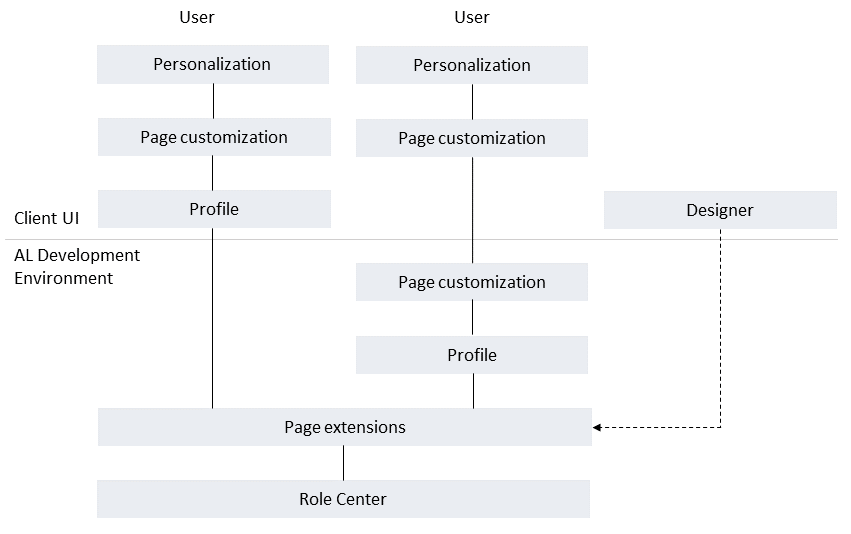 User
User
Personalization
Personalization
Page customization
Page customization
Profile
Designer
Client UI
AL Development
Environment
Page customization
Profile
Page extensions
Role Center